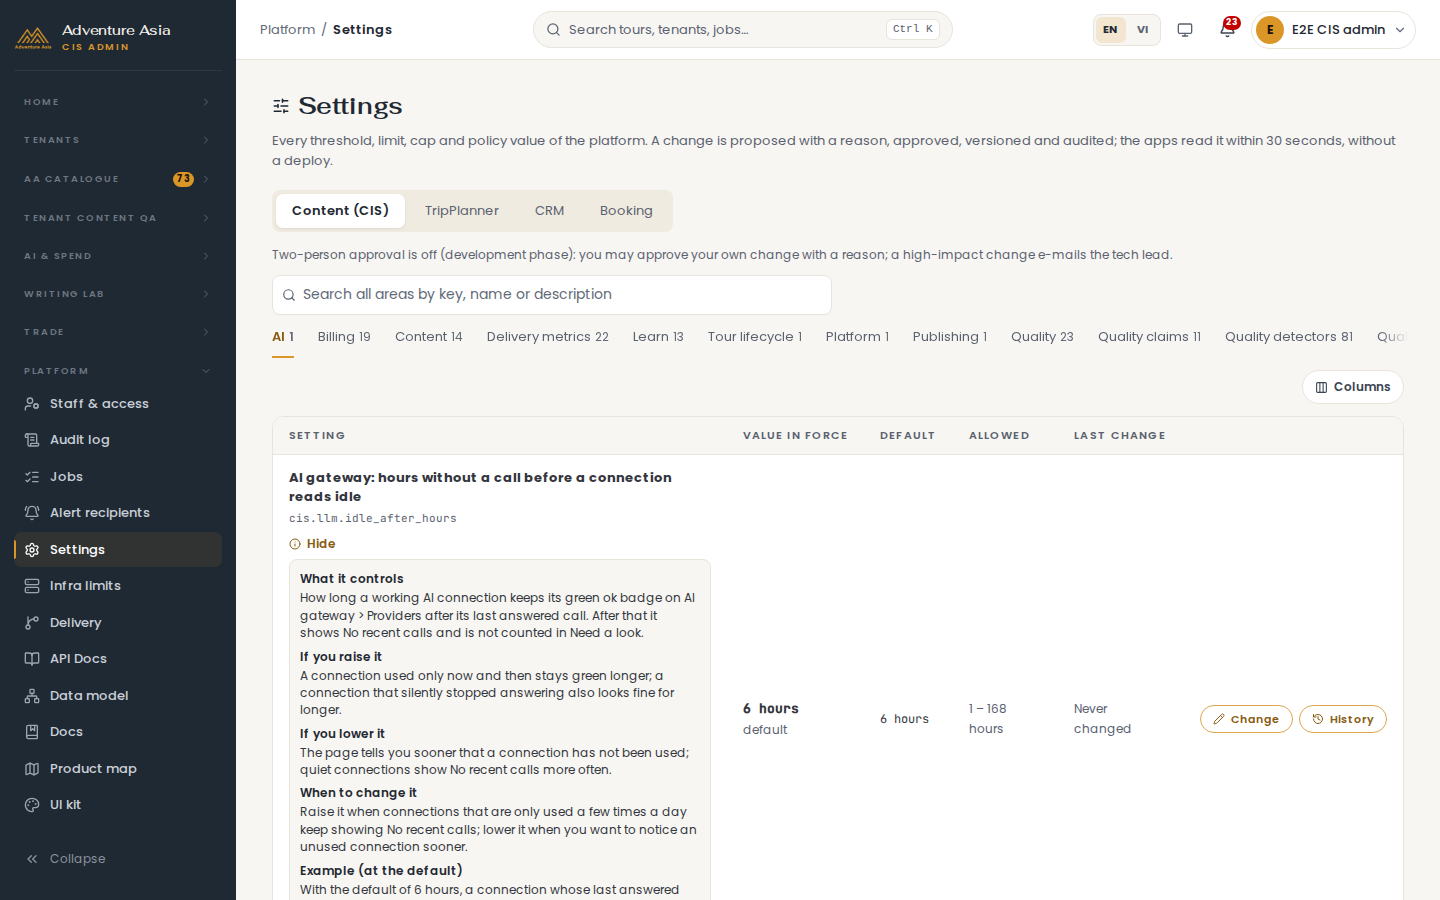 Adventure Asia
CIS ADMIN
Adventure Asia
HOME
TENANTS
AA CATALOGUE 73
TENANT CONTENT QA
AI & SPEND
WRITING LAB
TRADE
PLATFORM
Staff & access
Audit log
Jobs
Alert recipients
Settings
Infra limits
Delivery
API Docs
Data model
Docs
Product map
UI kit
Collapse
Platform / Settings
Search tours, tenants, jobs...
Ctrl K
EN VI
23
E E2E CIS admin
Settings
Every threshold, limit, cap and policy value of the platform. A change is proposed with a reason, approved, versioned and audited; the apps read it within 30 seconds, without
a deploy.
Content (CIS) TripPlanner CRM Booking
Two-person approval is off (development phase): you may approve your own change with a reason; a high-impact change e-mails the tech lead.
Search all areas by key, name or description
AI 1 Billing 19 Content 14 Delivery metrics 22 Learn 13 Tour lifecycle 1 Platform 1 Publishing 1 Quality 23 Quality claims 11 Quality detectors 81
Columns
SETTING VALUE IN FORCE DEFAULT ALLOWED LAST CHANGE
AI gateway: hours without a call before a connection
reads idle
cis.llm.idle_after_hours
Hide
What it controls
How long a working AI connection keeps its green ok badge on AI
gateway > Providers after its last answered call. After that it
shows No recent calls and is not counted in Need a look.
If you raise it
A connection used only now and then stays green longer; a
connection that silently stopped answering also looks fine for
longer.
If you lower it
The page tells you sooner that a connection has not been used;
quiet connections show No recent calls more often.
When to change it
Raise it when connections that are only used a few times a day
keep showing No recent calls; lower it when you want to notice an
unused connection sooner.
Example (at the default)
With the default of 6 hours, a connection whose last answered
6 hours
default
6 hours
1 – 168
hours
Never
changed
Change
History